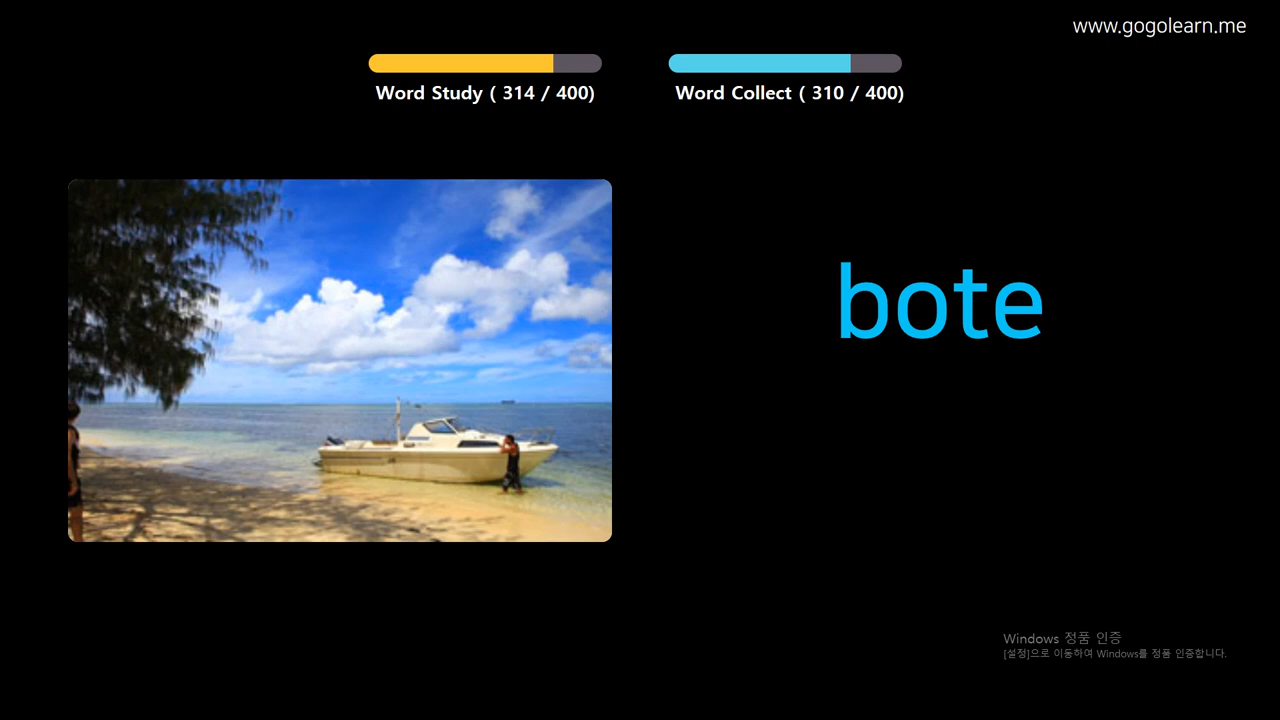 www.gogolearn.me
Word Study ( 314 / 400)
Word Collect ( 310 / 400)
bote
Windows 정품 인증
[설정]으로 이동하여 Windows를 정품 인증합니다.